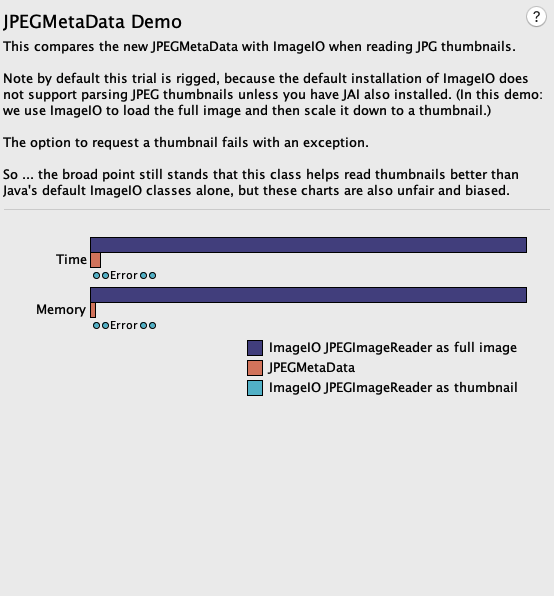 JPEGMetaData Demo
?
This compares the new JPEGMetaData with ImageIO when reading JPG thumbnails.
Note by default this trial is rigged, because the default installation of ImageIO does
not support parsing JPEG thumbnails unless you have JAI also installed. (In this demo:
we use ImageIO to load the full image and then scale it down to a thumbnail.)
The option to request a thumbnail fails with an exception.
So ... the broad point still stands that this class helps read thumbnails better than
Java's default ImageIO classes alone, but these charts are also unfair and biased.
Time
Error
Memory
Error
ImageIO JPEGImageReader as full image
JPEGMetaData
ImageIO JPEGImageReader as thumbnail